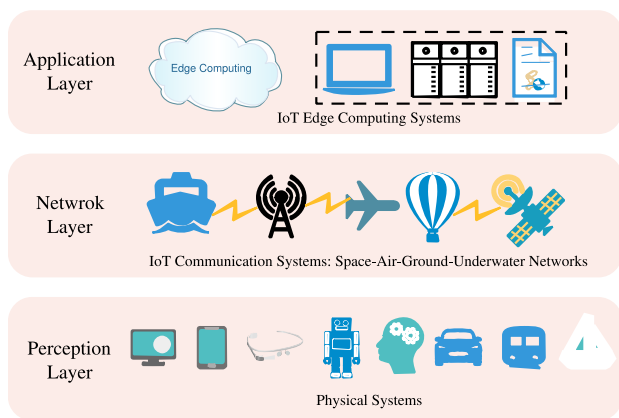 Application
Layer
Edge Computing
IoT Edge Computing Systems
Netwrok
Layer
IoT Communication Systems: Space-Air-Ground-Underwater Networks
Perception
Layer
Physical Systems